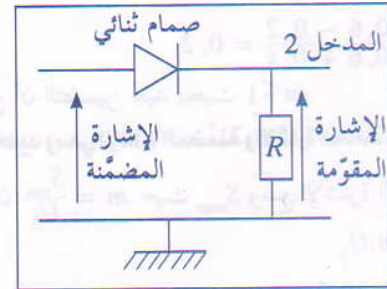 صمام ثنائي
المدخل 2
الإشارة
المضمَّنة
R
الإشارة
المقوّمة